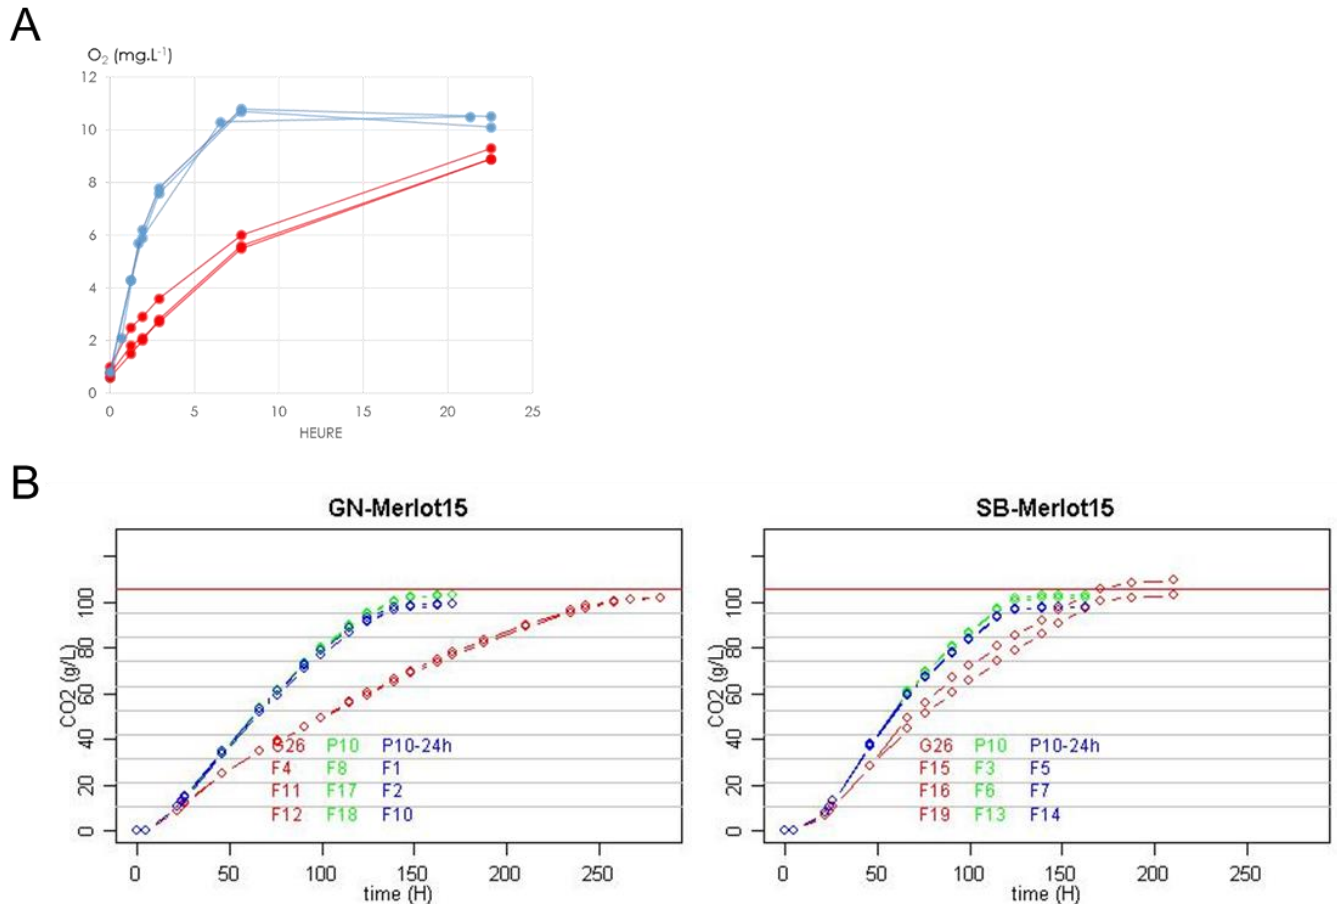 A
O2 (mg.L-1)
12
10
8
6
4
2
0
0 5 10 15 20 25
HEURE
B
GN-Merlot15
CO2 (g/L)
0 20 40 60 80 100
G26 P10 P10-24h
F4 F8 F1
F11 F17 F2
F12 F18 F10
0 50 100 150 200 250
time (H)
SB-Merlot15
CO2 (g/L)
0 20 40 60 80 100
G26 P10 P10-24h
F15 F3 F5
F16 F6 F7
F19 F13 F14
0 50 100 150 200 250
time (H)